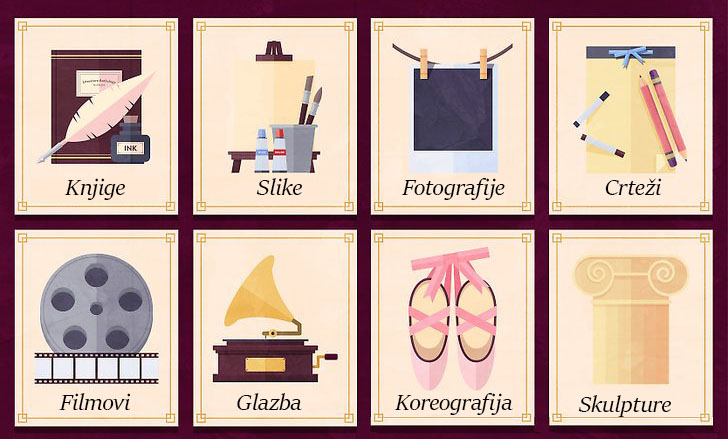 INK
Knjige
Slike
Fotografije
Crteži
Filmovi
Glazba
Koreografija
Skulpture